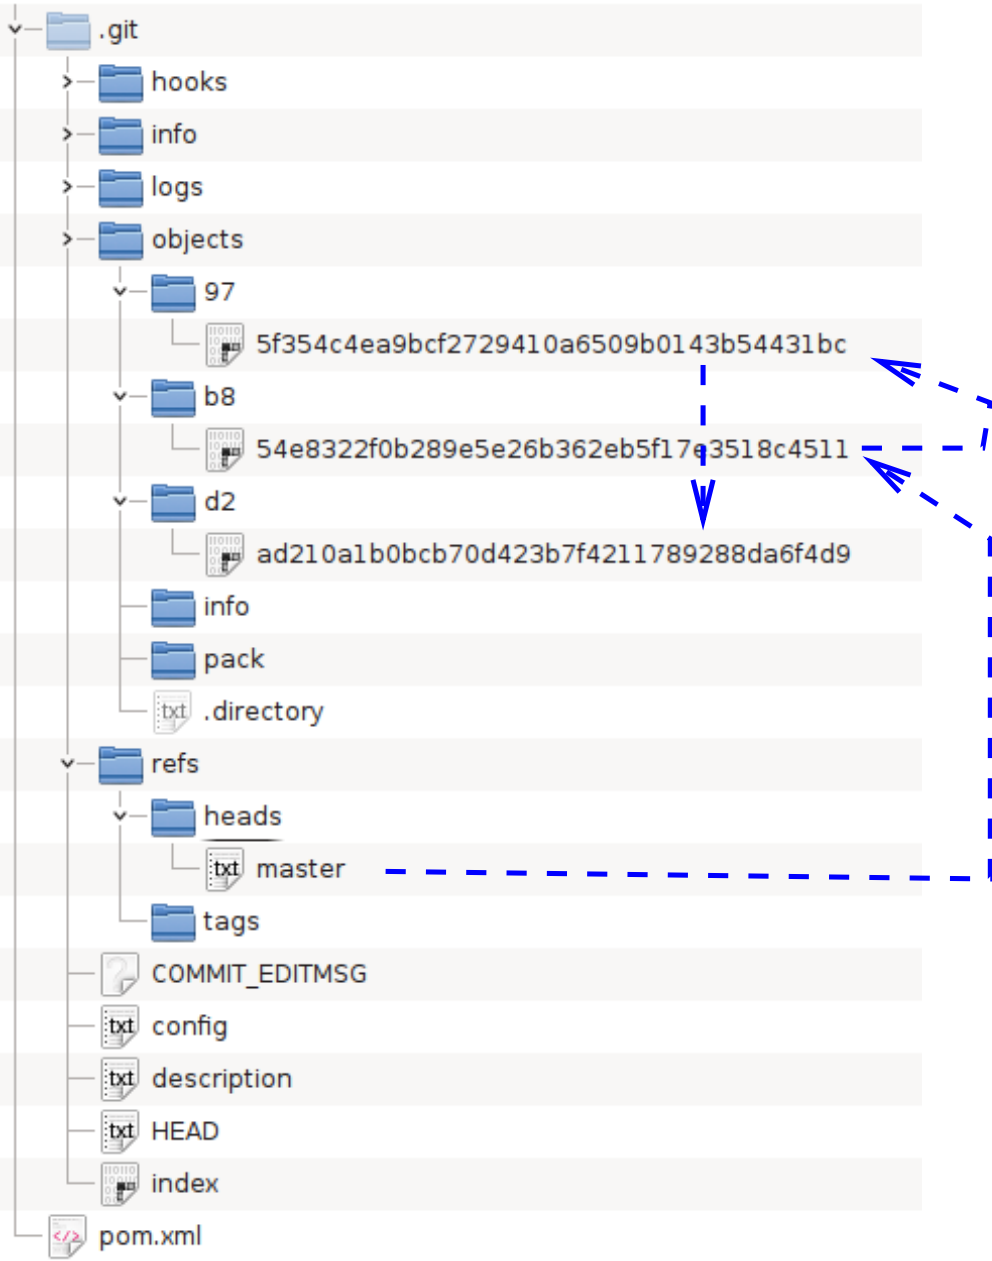 .git
hooks
info
logs
objects
97
5f354c4ea9bcf2729410a6509b0143b54431bc
b8
54e8322f0b289e5e26b362eb5f17e3518c4511
d2
ad210a1b0bcb70d423b7f4211789288da6f4d9
info
pack
txt .directory
refs
heads
txt master
tags
COMMIT_EDITMSG
txt config
txt description
txt HEAD
index
</> pom.xml